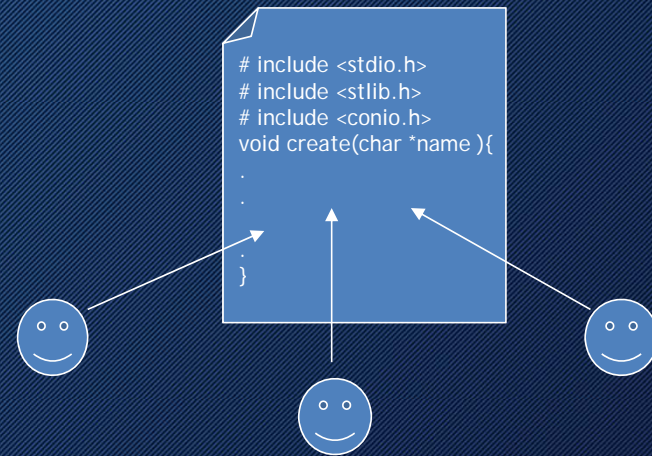 # include <stdio.h>
# include <stlib.h>
# include <conio.h>
void create(char *name ){
.
.
.
}